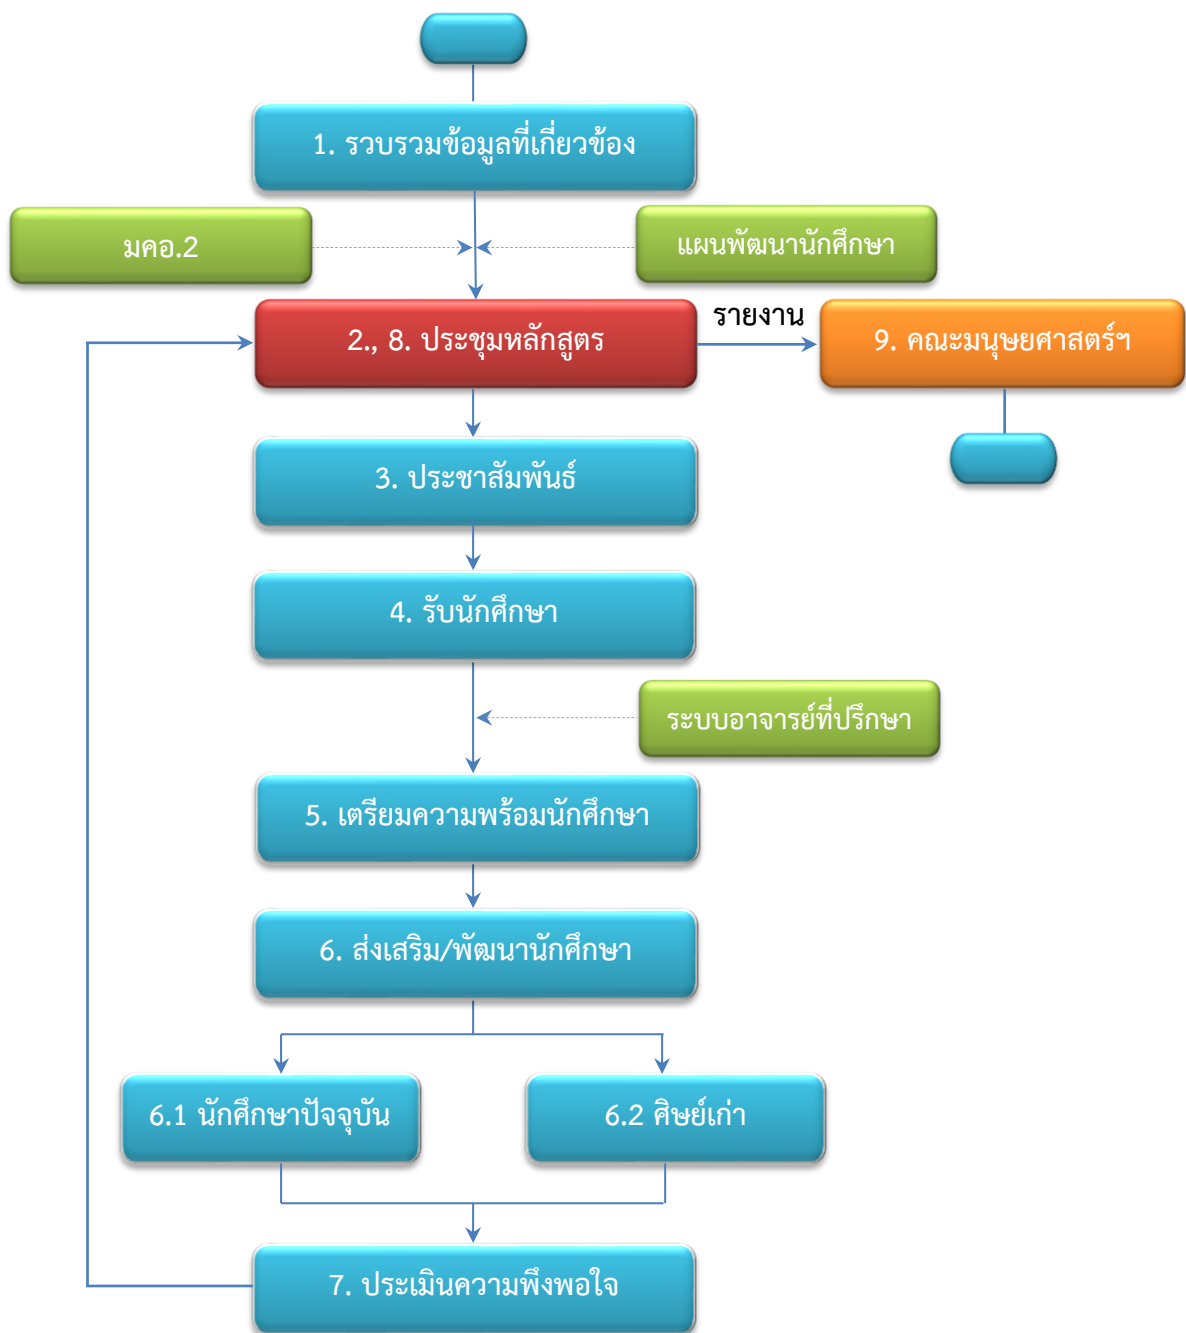 1. รวบรวมข้อมูลที่เกี่ยวข้อง
มคอ.2
แผนพัฒนานักศึกษา
2., 8. ประชุมหลักสูตร
รายงาน
9. คณะมนุษยศาสตร์ฯ
3. ประชาสัมพันธ์
4. รับนักศึกษา
ระบบอาจารย์ที่ปรึกษา
5. เตรียมความพร้อมนักศึกษา
6. ส่งเสริม/พัฒนานักศึกษา
6.1 นักศึกษาปัจจุบัน
6.2 ศิษย์เก่า
7. ประเมินความพึงพอใจ